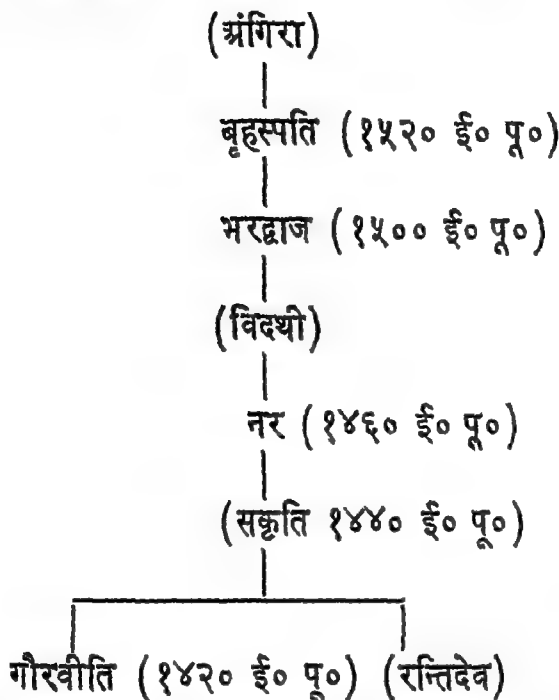 (अंगिरा)
बृहस्पति (१५२० ई० पू०)
भरद्वाज (१५०० ई० पू०)
(विदथी)
नर (१४६० ई० पू०)
(सकृति १४४० ई० पू०)
गौरवीति (१४२० ई० पू०) (रन्तिदेव)